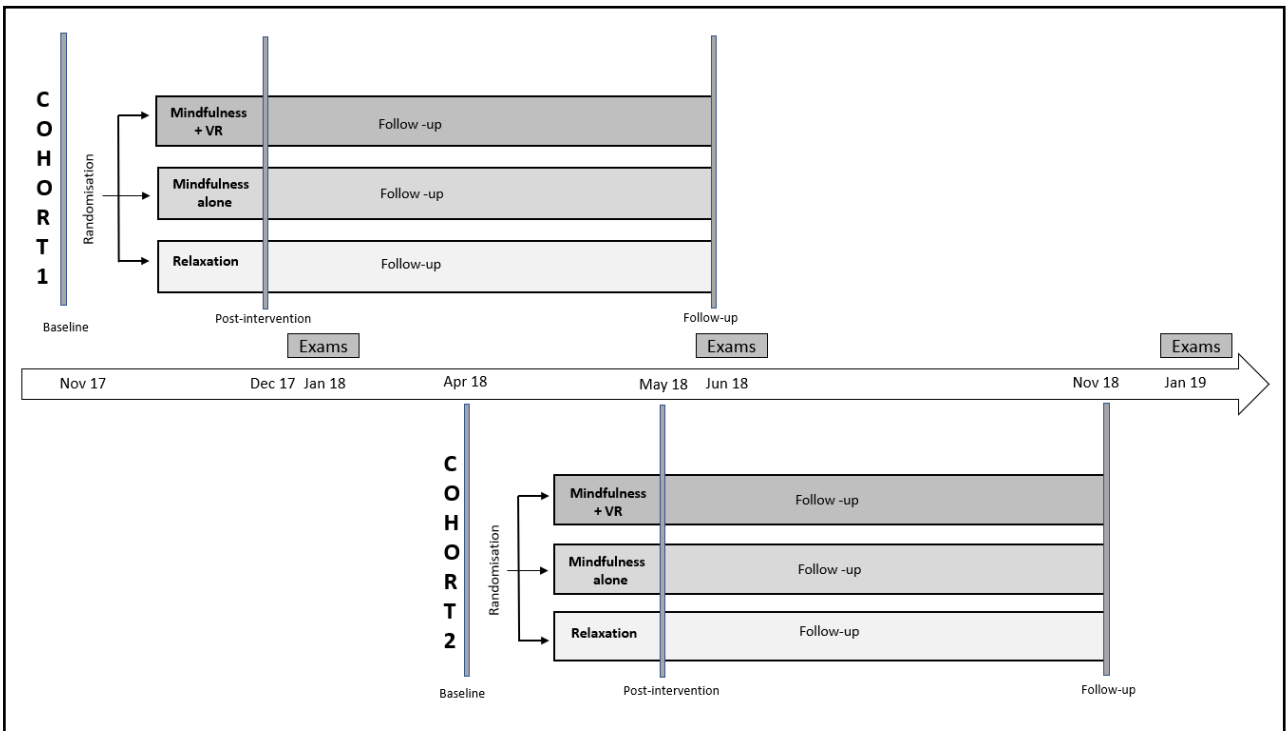 COHORT 1
Baseline
Randomisation
Mindfulness
+ VR
Follow -up
Mindfulness
alone
Follow -up
Relaxation
Follow-up
Post-intervention
Follow-up
Exams
Exams
Exams
Nov 17
Dec 17
Jan 18
Apr 18
May 18
Jun 18
Nov 18
Jan 19
COHORT 2
Baseline
Randomisation
Mindfulness
+ VR
Follow -up
Mindfulness
alone
Follow -up
Relaxation
Follow-up
Post-intervention
Follow-up